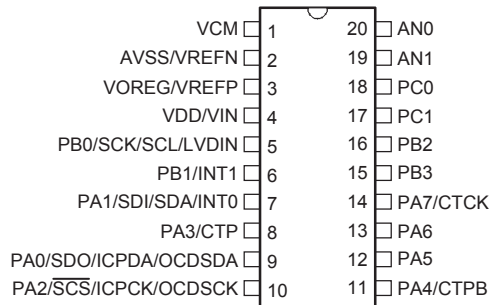 VCM 1 20 AN0
AVSS/VREFN 2 19 AN1
VOREG/VREFP 3 18 PC0
VDD/VIN 4 17 PC1
PB0/SCK/SCL/LVDIN 5 16 PB2
PB1/INT1 6 15 PB3
PA1/SDI/SDA/INT0 7 14 PA7/CTCK
PA3/CTP 8 13 PA6
PA0/SDO/ICPDA/OCDSDA 9 12 PA5
PA2/SCS/ICPCK/OCDSCK 10 11 PA4/CTPB